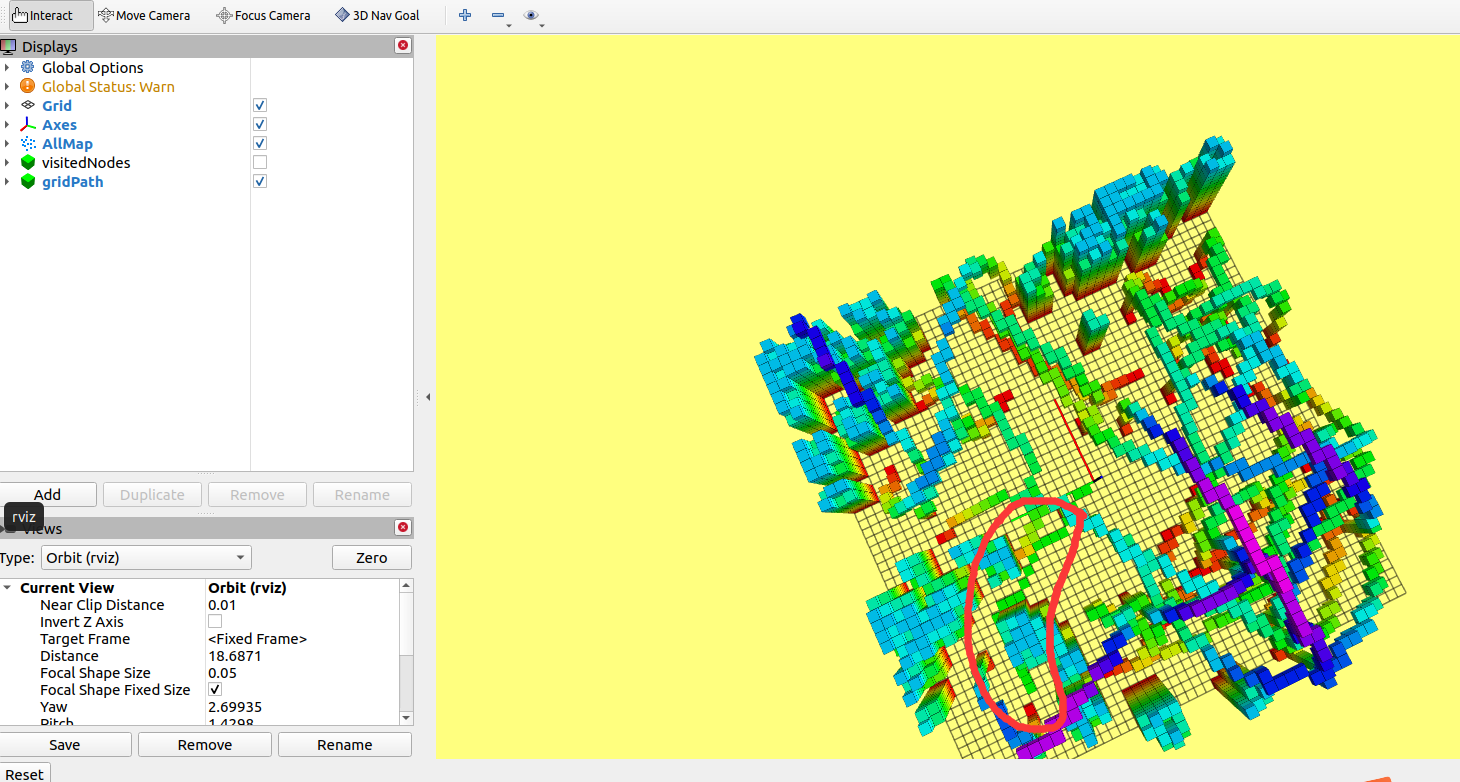 Interact Move Camera Focus Camera 3D Nav Goal
Displays
Global Options
Global Status: Warn
Grid
Axes
AllMap
visitedNodes
gridPath
Add Duplicate Remove Rename
rviz
Type: Orbit (rviz) Zero
Current View Orbit (rviz)
Near Clip Distance 0.01
Invert Z Axis
Target Frame <Fixed Frame>
Distance 18.6871
Focal Shape Size 0.05
Focal Shape Fixed Size
Yaw 2.69935
Pitch 1.4298
Save Remove Rename
Reset